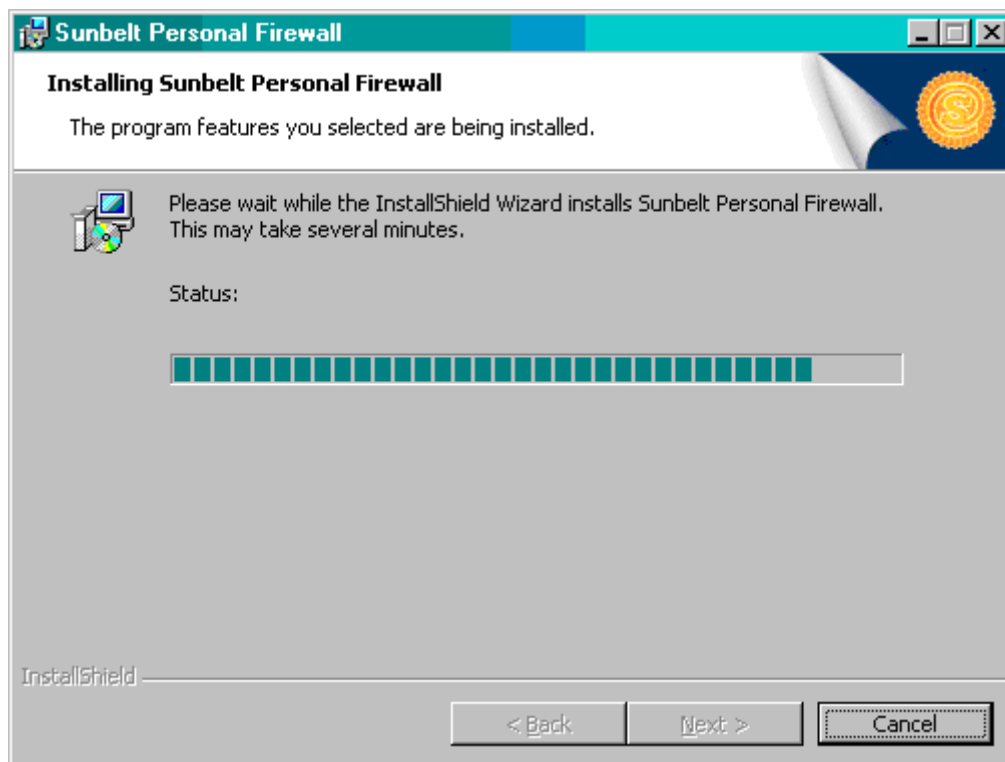 Sunbelt Personal Firewall
Installing Sunbelt Personal Firewall
The program features you selected are being installed.
Please wait while the InstallShield Wizard installs Sunbelt Personal Firewall.
This may take several minutes.
Status:
InstallShield
< Back
Next >
Cancel